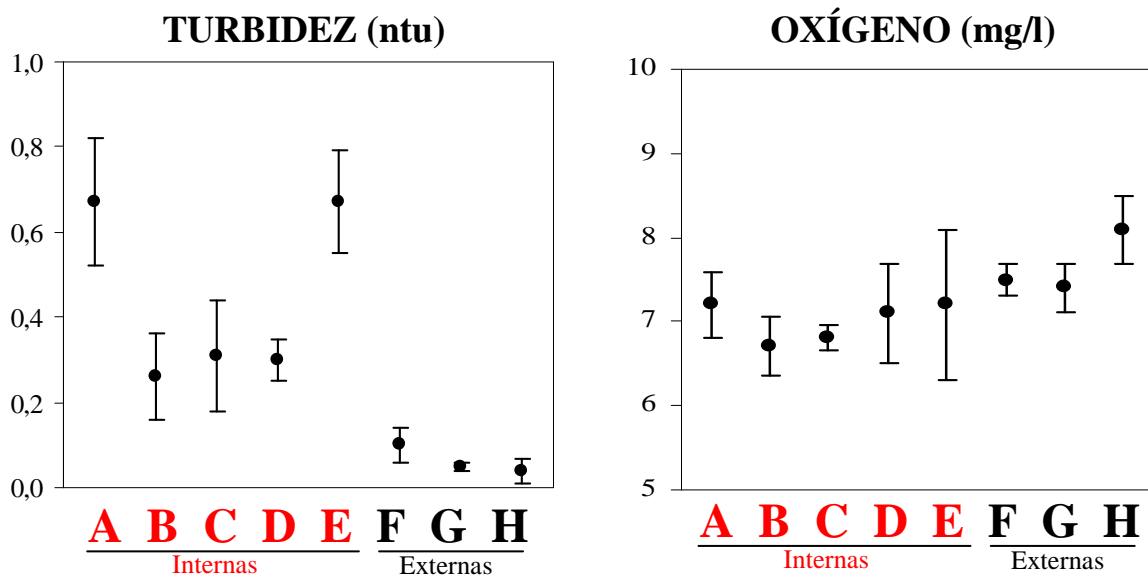 TURBIDEZ (ntu)
1,0
0,8
0,6
0,4
0,2
0,0
A B C D E F G H
Internas Externas
OXÍGENO (mg/l)
10
9
8
7
6
5
A B C D E F G H
Internas Externas